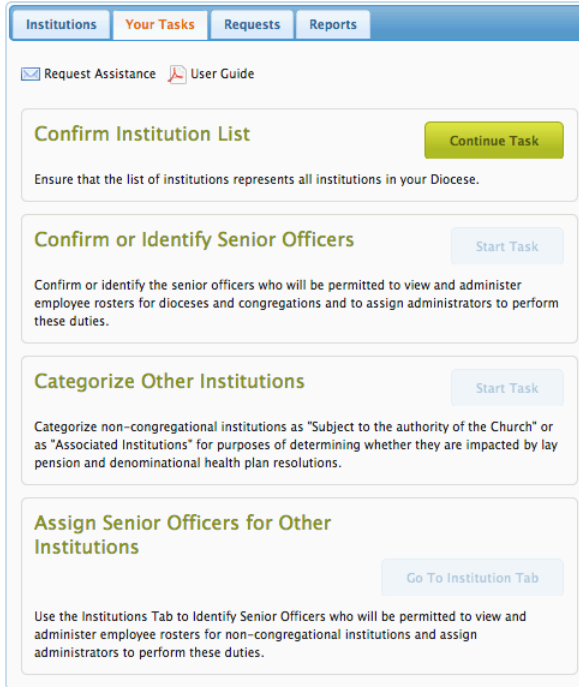 Institutions Your Tasks Requests Reports
Request Assistance User Guide
Confirm Institution List
Continue Task
Ensure that the list of institutions represents all institutions in your Diocese.
Confirm or Identify Senior Officers
Start Task
Confirm or identify the senior officers who will be permitted to view and administer
employee rosters for dioceses and congregations and to assign administrators to perform
these duties.
Categorize Other Institutions
Start Task
Categorize non-congregational institutions as "Subject to the authority of the Church" or
as "Associated Institutions" for purposes of determining whether they are impacted by lay
pension and denominational health plan resolutions.
Assign Senior Officers for Other
Institutions
Go To Institution Tab
Use the Institutions Tab to Identify Senior Officers who will be permitted to view and
administer employee rosters for non-congregational institutions and assign
administrators to perform these duties.